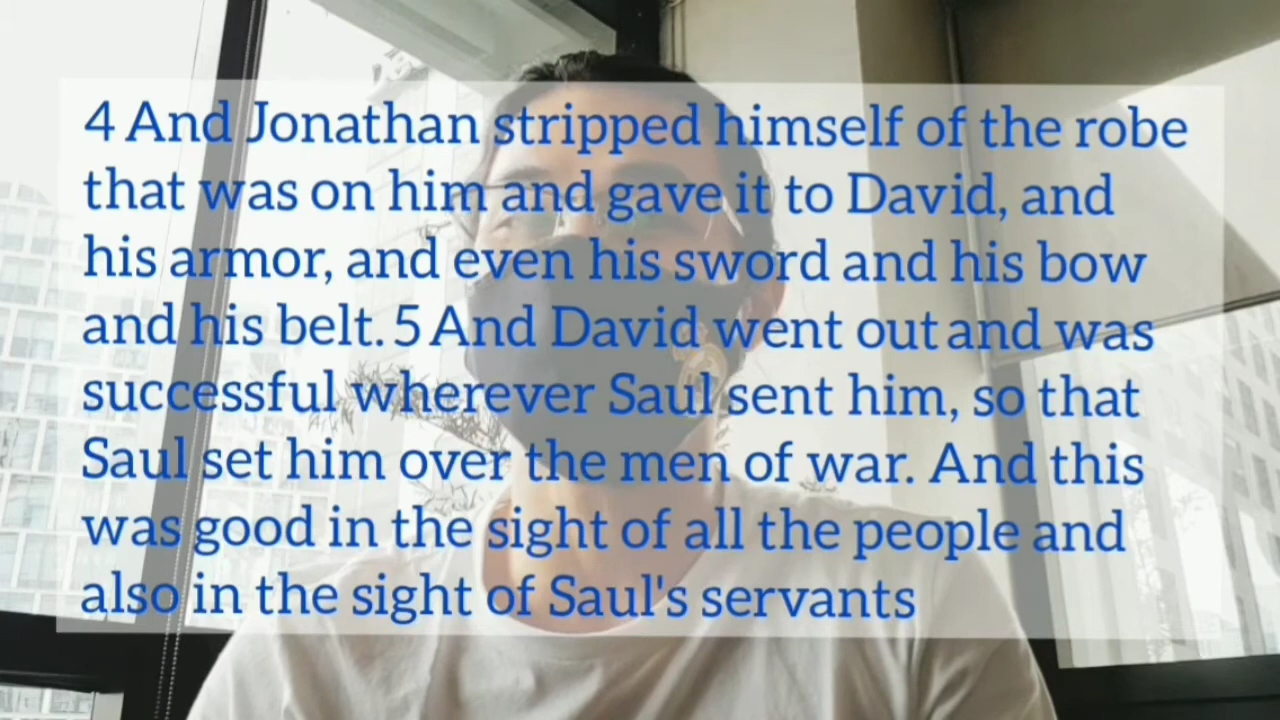 4 And Jonathan stripped himself of the robe
that was on him and gave it to David, and
his armor, and even his sword and his bow
and his belt. 5 And David went out and was
successful wherever Saul sent him, so that
Saul set him over the men of war. And this
was good in the sight of all the people and
also in the sight of Saul's servants